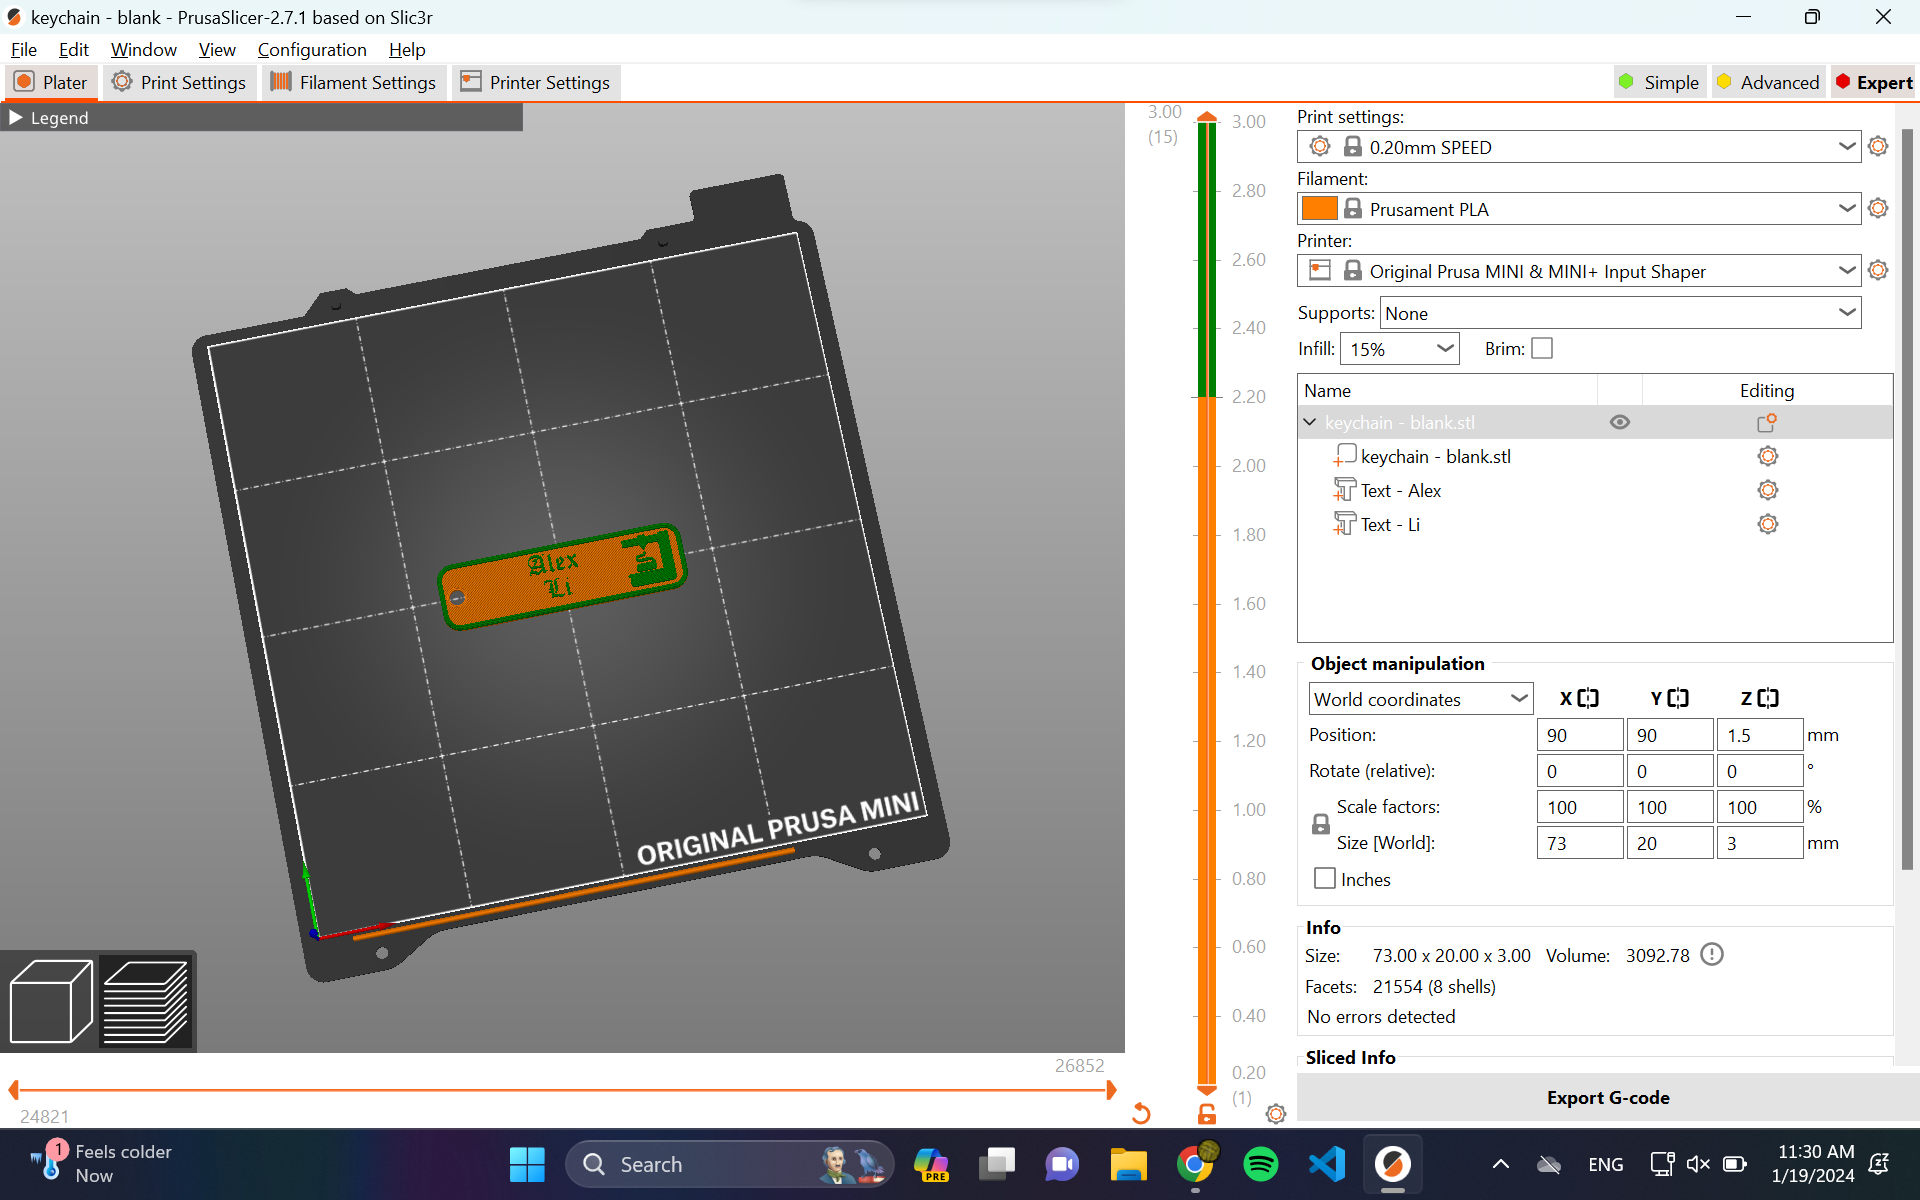 keychain - blank - PrusaSlicer-2.7.1 based on Slic3r
File Edit Window View Configuration Help
Plater Print Settings Filament Settings Printer Settings Simple Advanced Expert
Legend
Alex
Li
ORIGINAL PRUSA MINI
26852
24821
3.00
(15)
3.00
2.80
2.60
2.40
2.20
2.00
1.80
1.60
1.40
1.20
1.00
0.80
0.60
0.40
0.20
(1)
Print settings:
0.20mm SPEED
Filament:
Prusament PLA
Printer:
Original Prusa MINI & MINI+ Input Shaper
Supports: None
Infill: 15% Brim:
Name Editing
keychain - blank.stl
keychain - blank.stl
Text - Alex
Text - Li
Object manipulation
World coordinates X Y Z
Position: 90 90 1.5 mm
Rotate (relative): 0 0 0 °
Scale factors: 100 100 100 %
Size [World]: 73 20 3 mm
Inches
Info
Size: 73.00 x 20.00 x 3.00 Volume: 3092.78
Facets: 21554 (8 shells)
No errors detected
Sliced Info
Export G-code
1 Feels colder
Now
Search
PRE
ENG
11:30 AM
1/19/2024